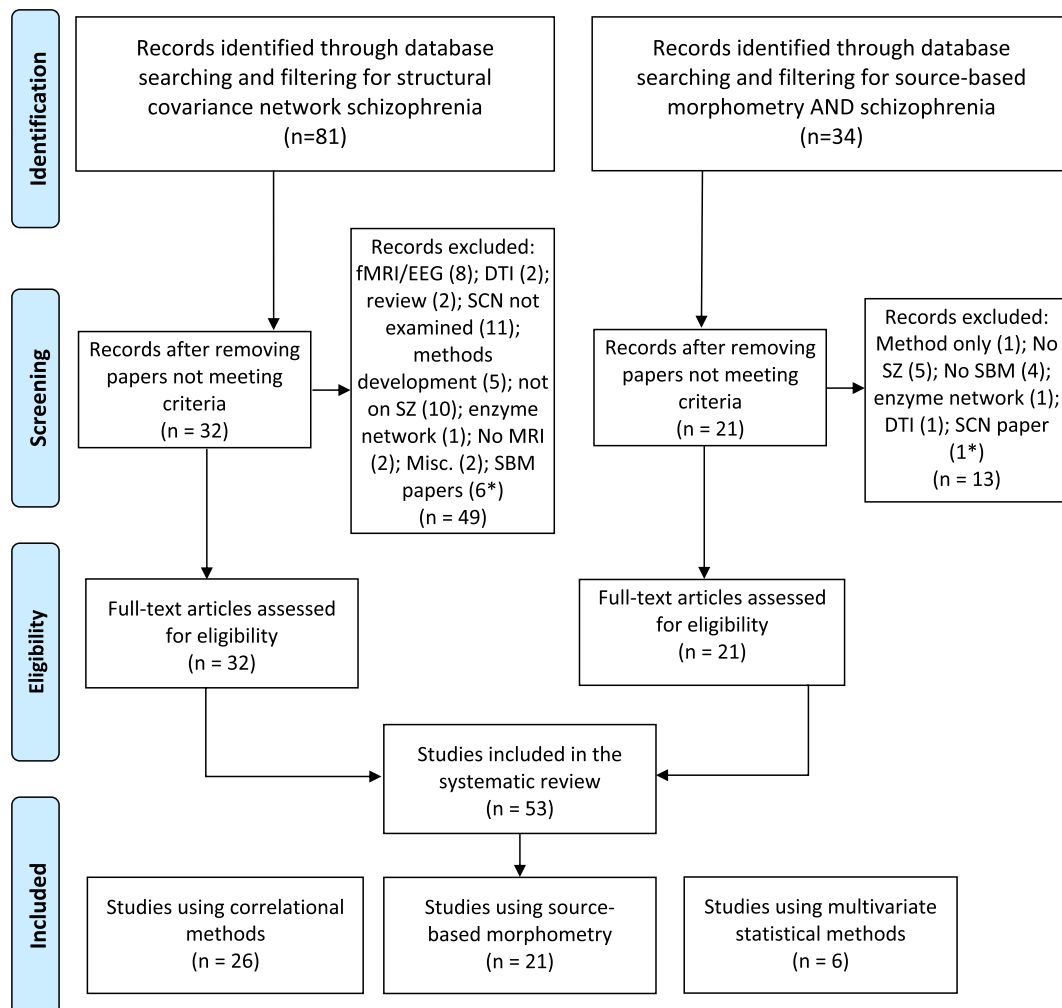 Identification
Records identified through database
searching and filtering for structural
covariance network schizophrenia
(n=81)
Records identified through database
searching and filtering for source-based
morphometry AND schizophrenia
(n=34)
Screening
Records after removing
papers not meeting
criteria
(n = 32)
Records excluded:
fMRI/EEG (8); DTI (2);
review (2); SCN not
examined (11);
methods
development (5); not
on SZ (10); enzyme
network (1); No MRI
(2); Misc. (2); SBM
papers (6*)
(n = 49)
Records after removing
papers not meeting
criteria
(n = 21)
Records excluded:
Method only (1); No
SZ (5); No SBM (4);
enzyme network (1);
DTI (1); SCN paper
(1*)
(n = 13)
Eligibility
Full-text articles assessed
for eligibility
(n = 32)
Full-text articles assessed
for eligibility
(n = 21)
Studies included in the
systematic review
(n = 53)
Included
Studies using correlational
methods
(n = 26)
Studies using source-
based morphometry
(n = 21)
Studies using multivariate
statistical methods
(n = 6)